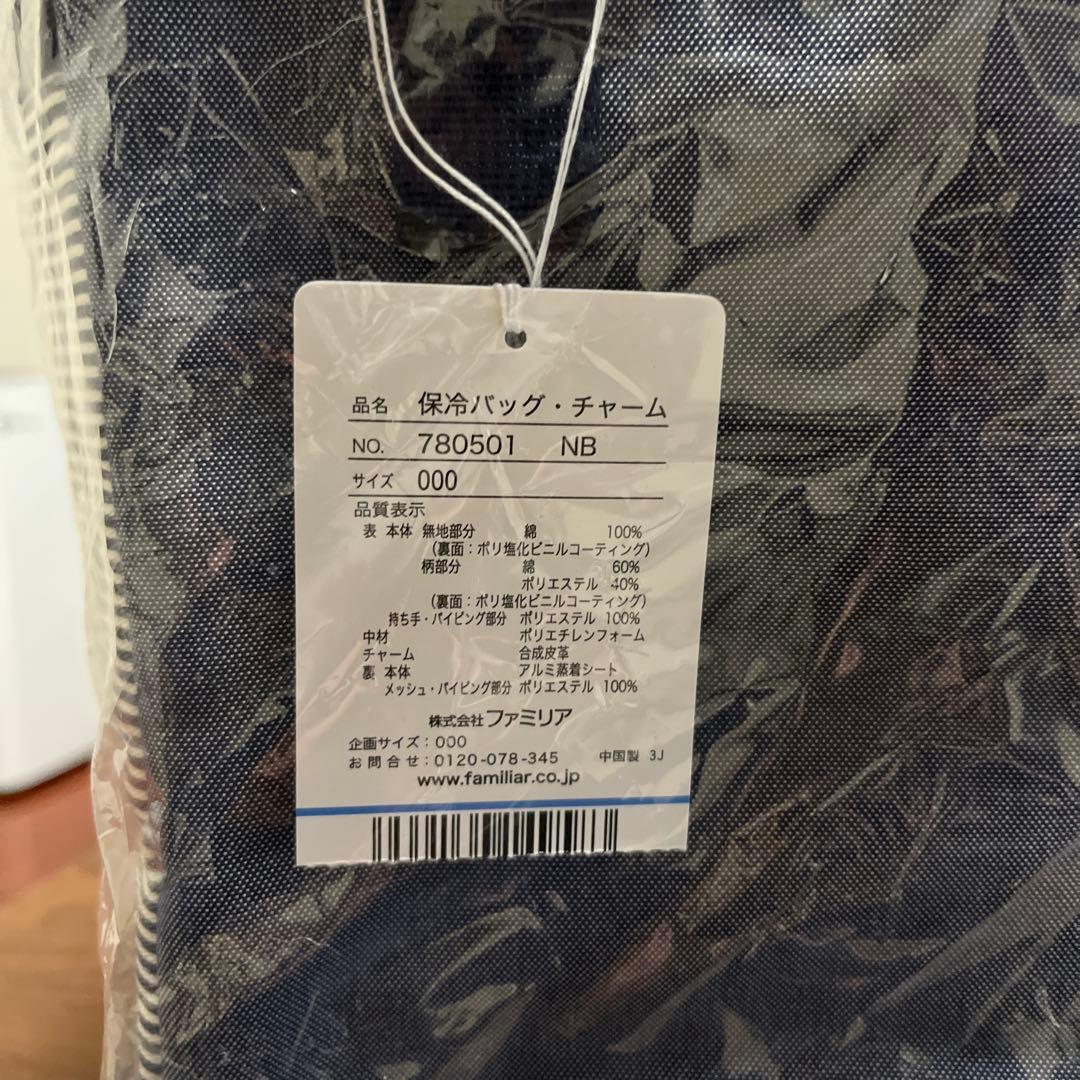 品名 保冷バッグ・チャーム
NO. 780501 NB
サイズ 000
品質表示
表 本体 無地部分 綿 100%
(裏面:ポリ塩化ビニルコーティング)
柄部分 綿 60%
ポリエステル 40%
(裏面:ポリ塩化ビニルコーティング)
持ち手・パイピング部分 ポリエステル 100%
中材 ポリエチレンフォーム
チャーム 合成皮革
裏 本体 アルミ蒸着シート
メッシュ・パイピング部分 ポリエステル 100%
株式会社ファミリア
企画サイズ:000
お問合せ:0120-078-345 中国製 3J
www.familiar.co.jp